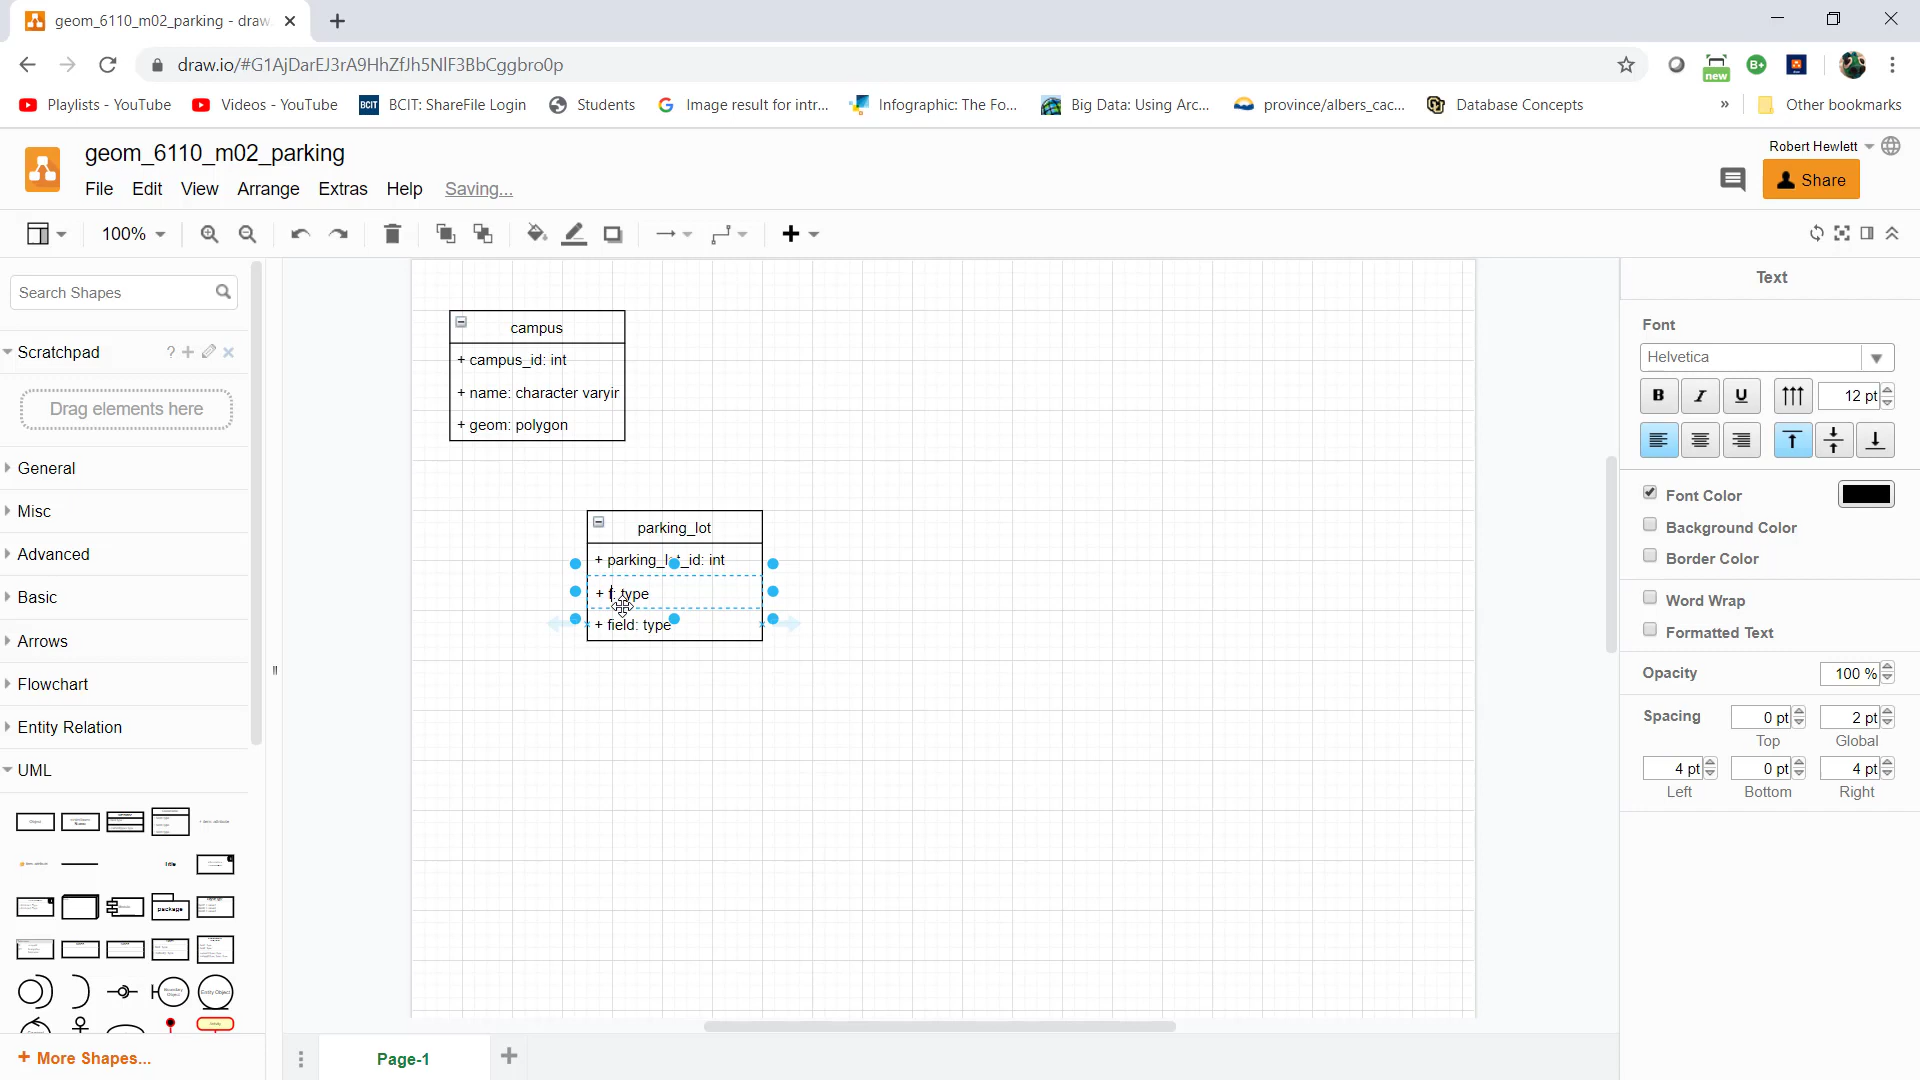 geom_6110_m02_parking - draw.
draw.io/#G1AjDarEJ3rA9HhZfJh5NlF3BbCggbro0p
new
B+
Playlists - YouTube
Videos - YouTube
BCIT
BCIT: ShareFile Login
Students
Image result for intr...
Infographic: The Fo...
Big Data: Using Arc...
province/albers_cac...
Database Concepts
»
Other bookmarks
geom_6110_m02_parking
Robert Hewlett
File
Edit
View
Arrange
Extras
Help
Saving...
Share
100%
Search Shapes
Scratchpad
?
Drag elements here
General
Misc
Advanced
Basic
Arrows
Flowchart
Entity Relation
UML
Title
package
+ More Shapes...
campus
+ campus_id: int
+ name: character varyir
+ geom: polygon
parking_lot
+ parking_lot_id: int
+ f: type
+ field: type
Page-1
Text
Font
Helvetica
B
I
U
12 pt
Font Color
Background Color
Border Color
Word Wrap
Formatted Text
Opacity
100 %
Spacing
0 pt
2 pt
Top
Global
4 pt
0 pt
4 pt
Left
Bottom
Right